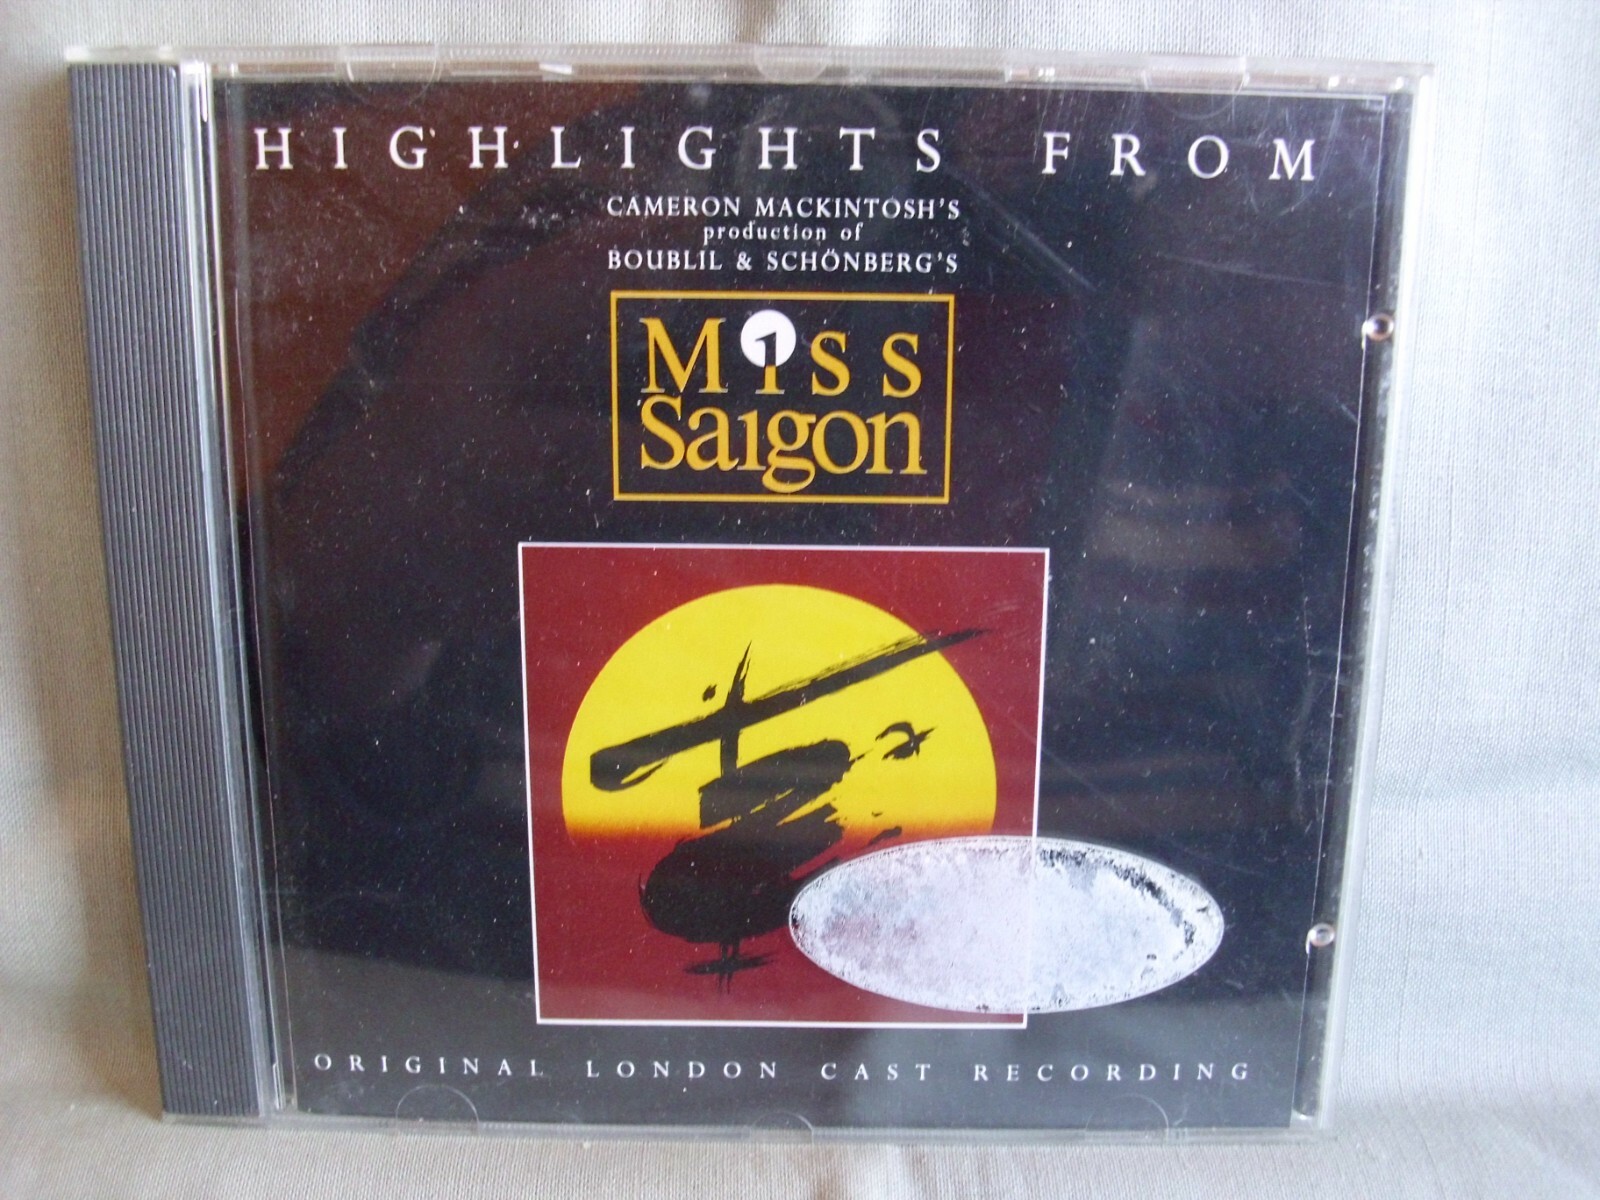 HIGHLIGHTS FROM
CAMERON MACKINTOSH'S
production of
BOUBLIL & SCHÖNBERG'S
Miss
Saigon
ORIGINAL LONDON CAST RECORDING